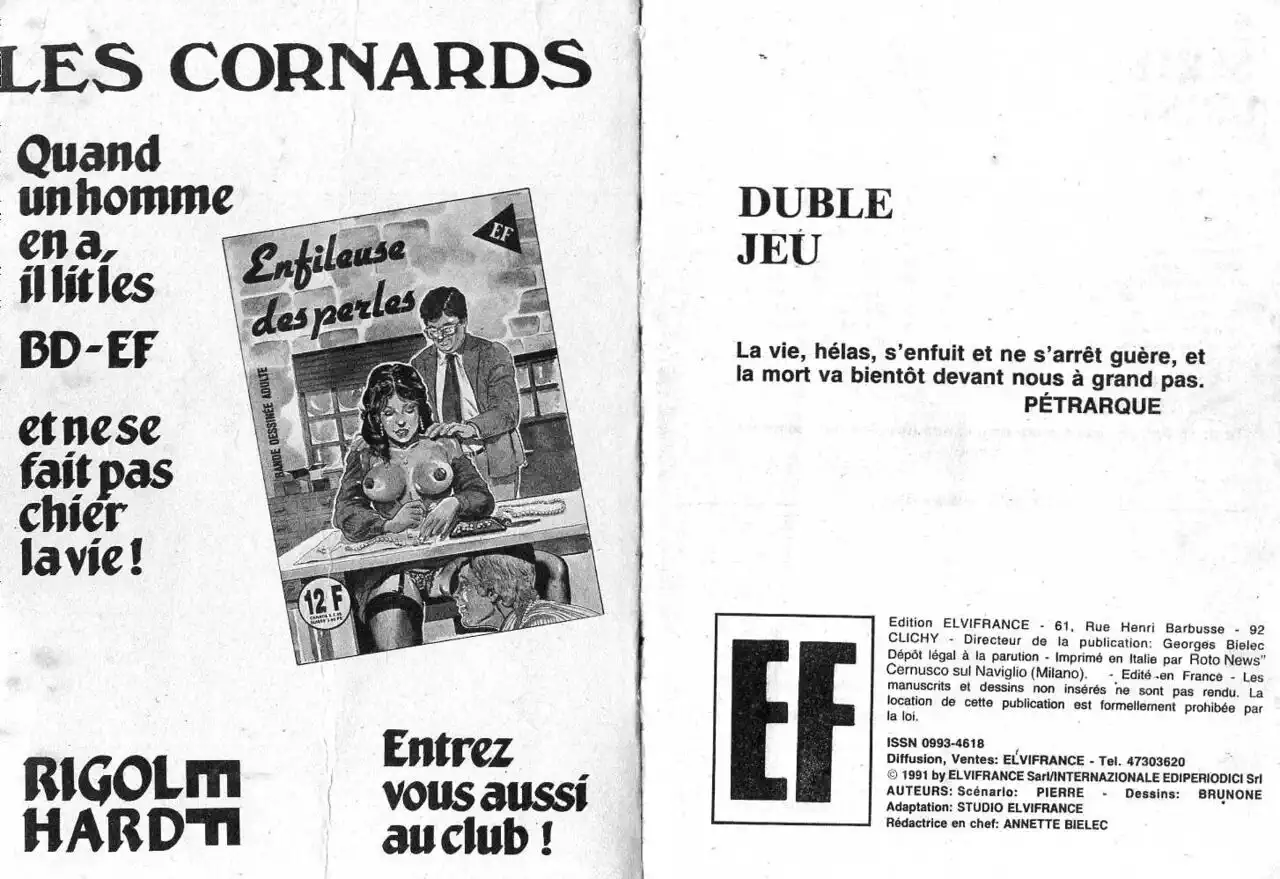 LES CORNARDS
Quand
un homme
en a,
il lit les
BD-EF
et ne se
fait pas
chier
la vie !
EF
Enfileuse
des perles
BANDE DESSINÉE ADULTE
12 F
RIGOLE
HARD EF
Entrez
vous aussi
au club !
DUBLE
JEU
La vie, hélas, s'enfuit et ne s'arrêt guère, et
la mort va bientôt devant nous à grand pas.
PÉTRARQUE
EF
Edition ELVIFRANCE - 61, Rue Henri Barbusse - 92
CLICHY - Directeur de la publication: Georges Bielec
Dépôt légal à la parution - Imprimé en Italie par Roto News"
Cernusco sul Naviglio (Milano). - Edité en France - Les
manuscrits et dessins non insérés ne sont pas rendu. La
location de cette publication est formellement prohibée par
la loi.
ISSN 0993-4618
Diffusion, Ventes: ELVIFRANCE - Tel. 47303620
© 1991 by ELVIFRANCE Sarl/INTERNAZIONALE EDIPERIODICI Srl
AUTEURS: Scénario: PIERRE - Dessins: BRUNONE
Adaptation: STUDIO ELVIFRANCE
Rédactrice en chef: ANNETTE BIELEC